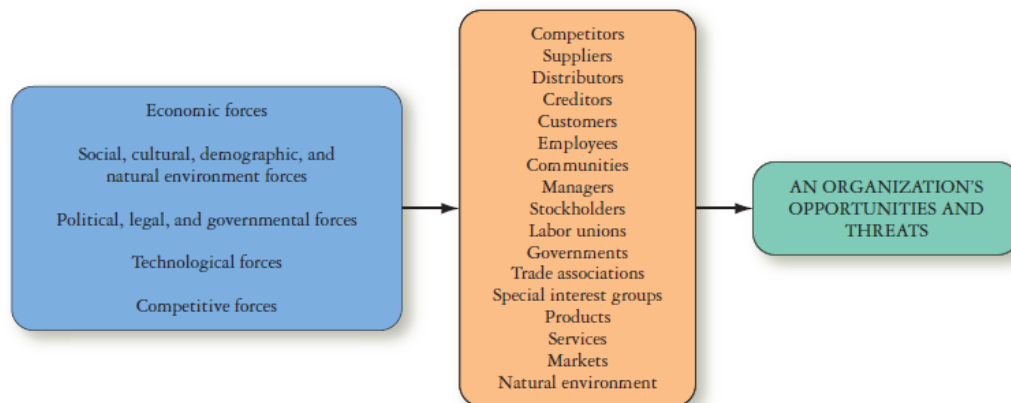 Economic forces
Social, cultural, demographic, and
natural environment forces
Political, legal, and governmental forces
Technological forces
Competitive forces
Competitors
Suppliers
Distributors
Creditors
Customers
Employees
Communities
Managers
Stockholders
Labor unions
Governments
Trade associations
Special interest groups
Products
Services
Markets
Natural environment
AN ORGANIZATION'S
OPPORTUNITIES AND
THREATS